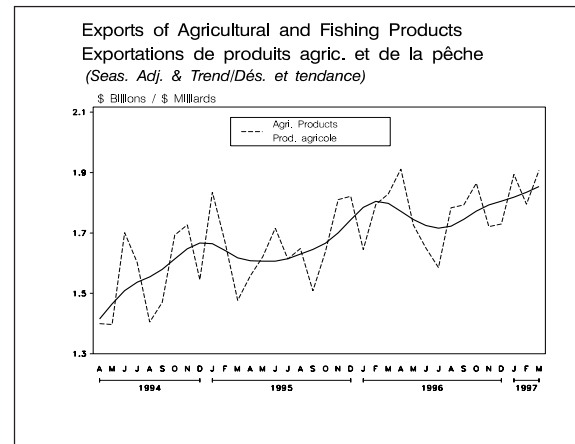 Exports of Agricultural and Fishing Products
Exportations de produits agric. et de la pêche
(Seas. Adj. & Trend/Dés. et tendance)
$ Billlions / $ Milllards
2.1
Agri. Products
Prod. agricole
1.9
1.7
1.5
1.3
A M J J A S O N D J F M A M J J A S O N D J F M A M J J A S O N D J F M
1994 1995 1996 1997